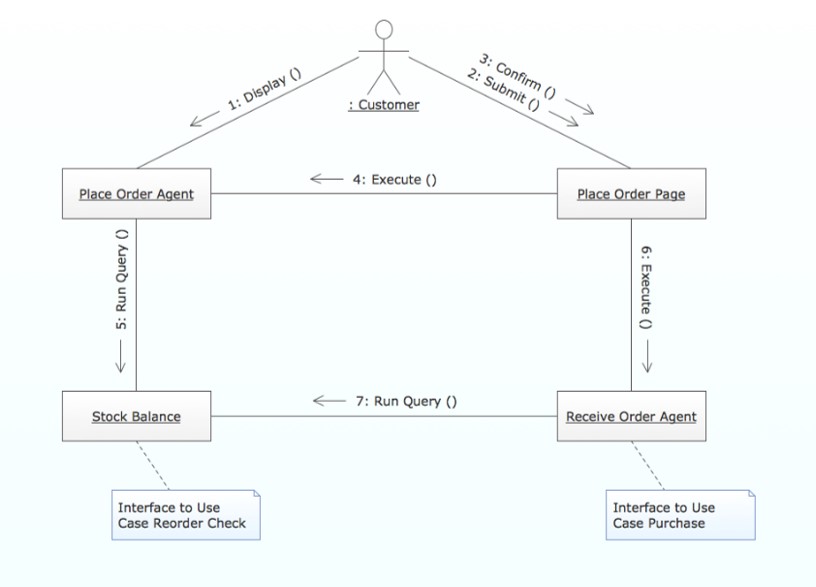 3: Confirm ()
2: Submit ()
1: Display ()
: Customer
4: Execute ()
Place Order Agent
Place Order Page
5: Run Query ()
6: Execute ()
7: Run Query ()
Stock Balance
Receive Order Agent
Interface to Use
Case Reorder Check
Interface to Use
Case Purchase